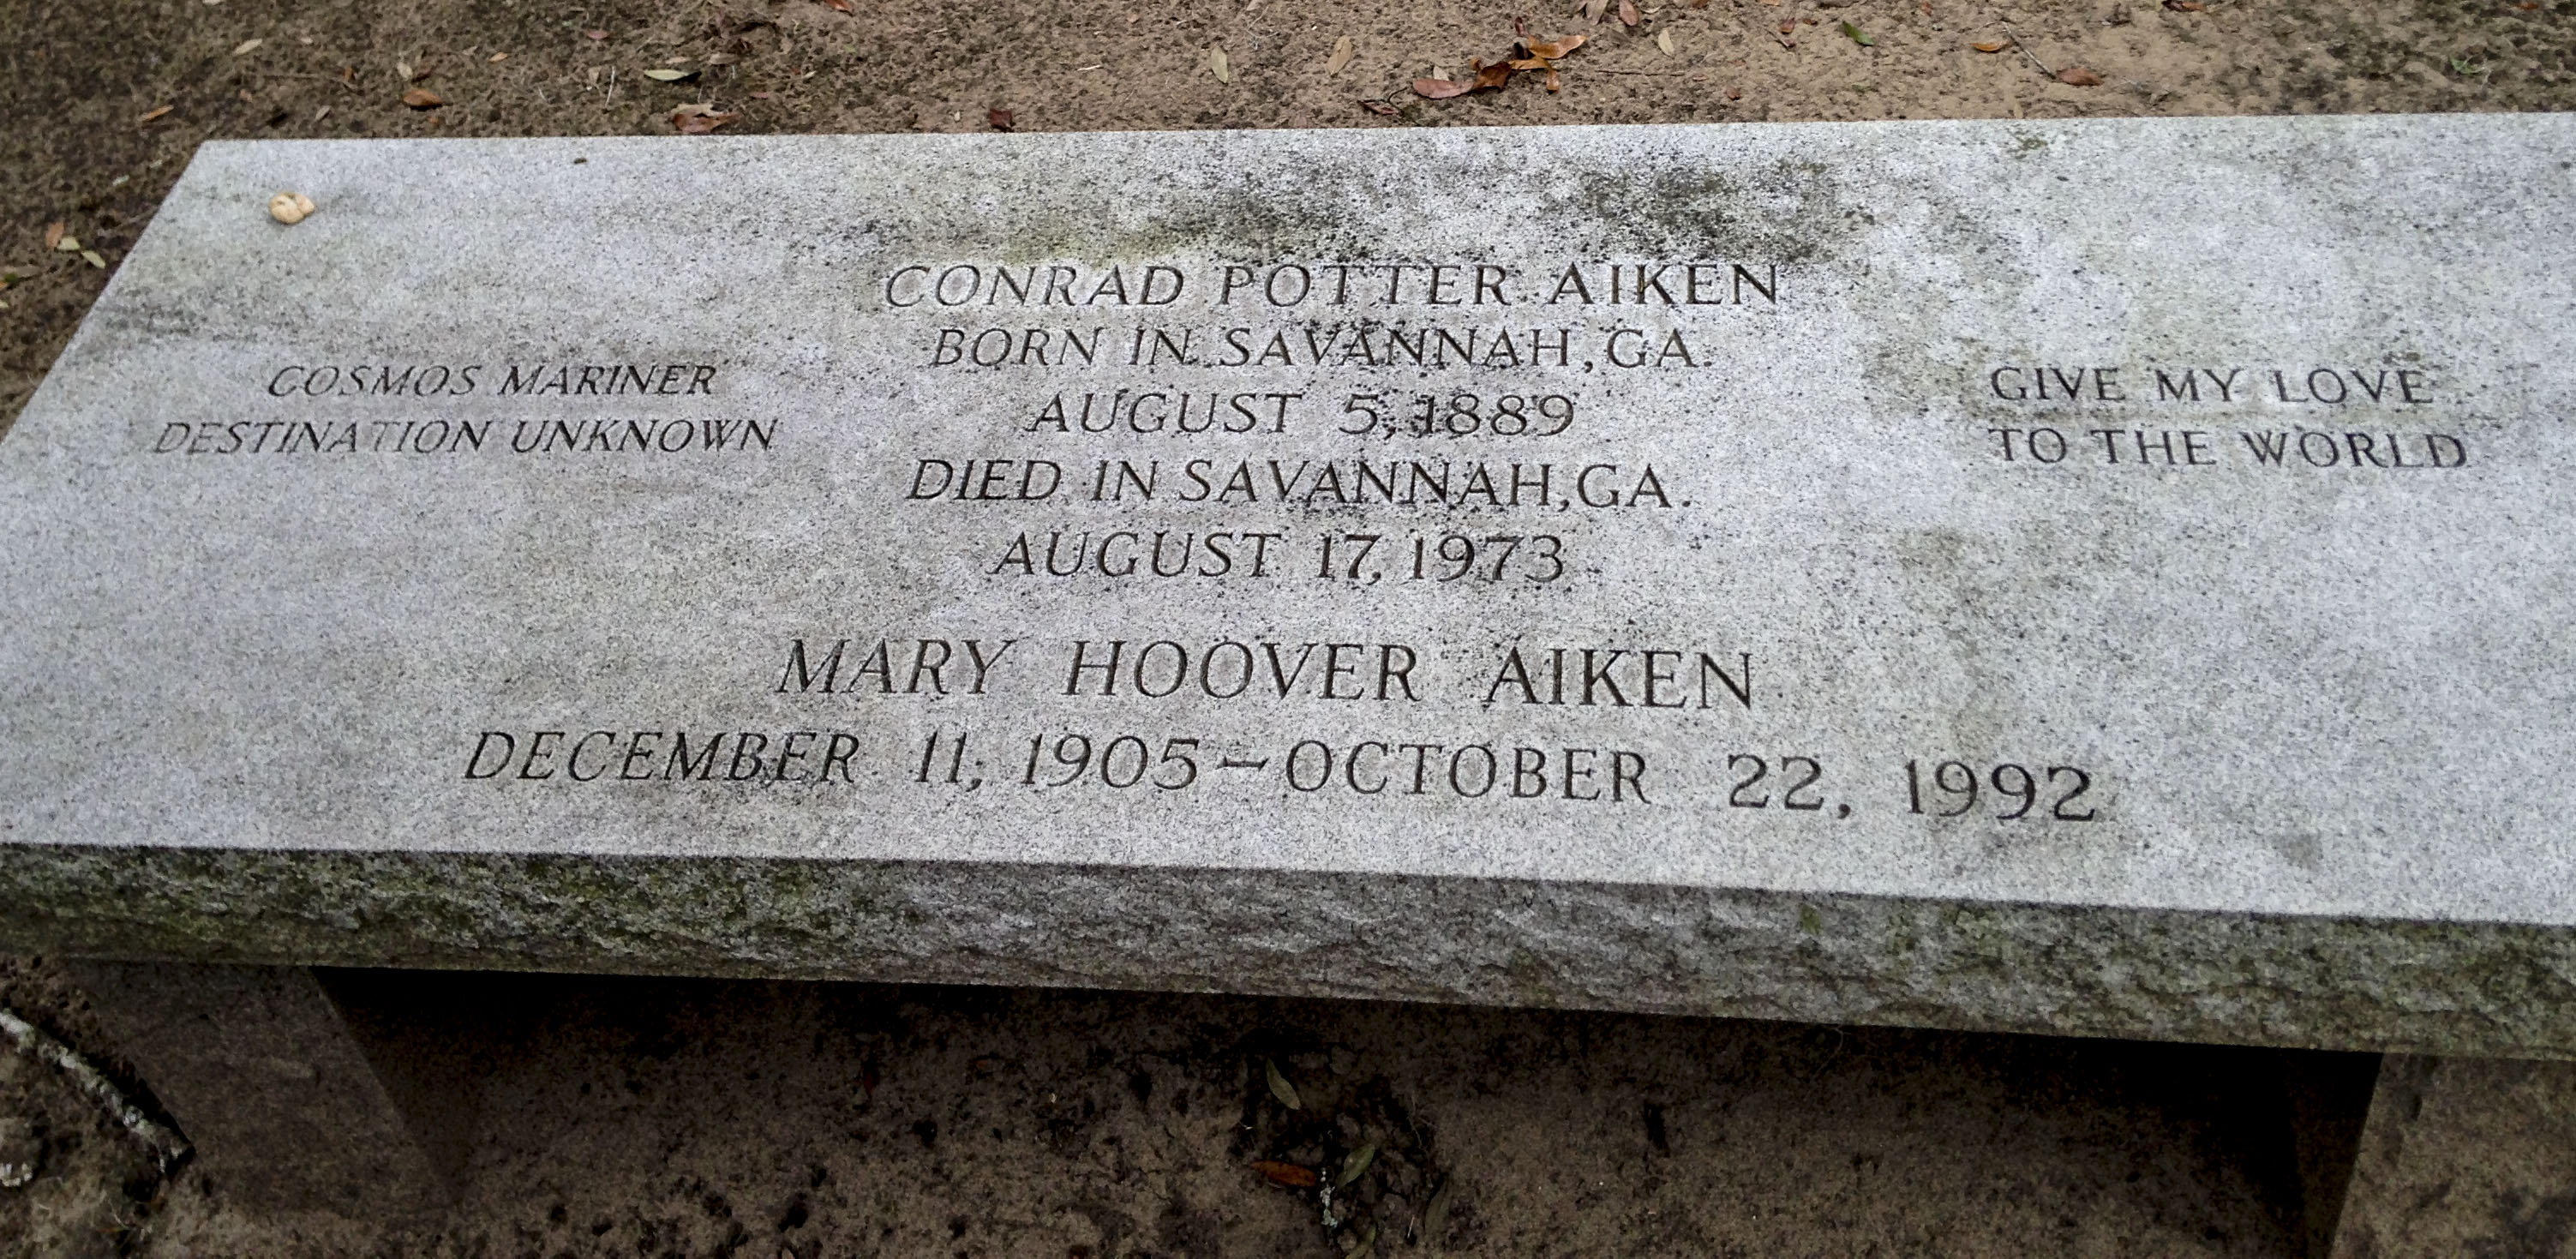 CONRAD POTTER AIKEN
BORN IN SAVANNAH, GA.
AUGUST 5, 1889
DIED IN SAVANNAH, GA.
AUGUST 17, 1973
COSMOS MARINER
DESTINATION UNKNOWN
GIVE MY LOVE
TO THE WORLD
MARY HOOVER AIKEN
DECEMBER 11, 1905–OCTOBER 22, 1992